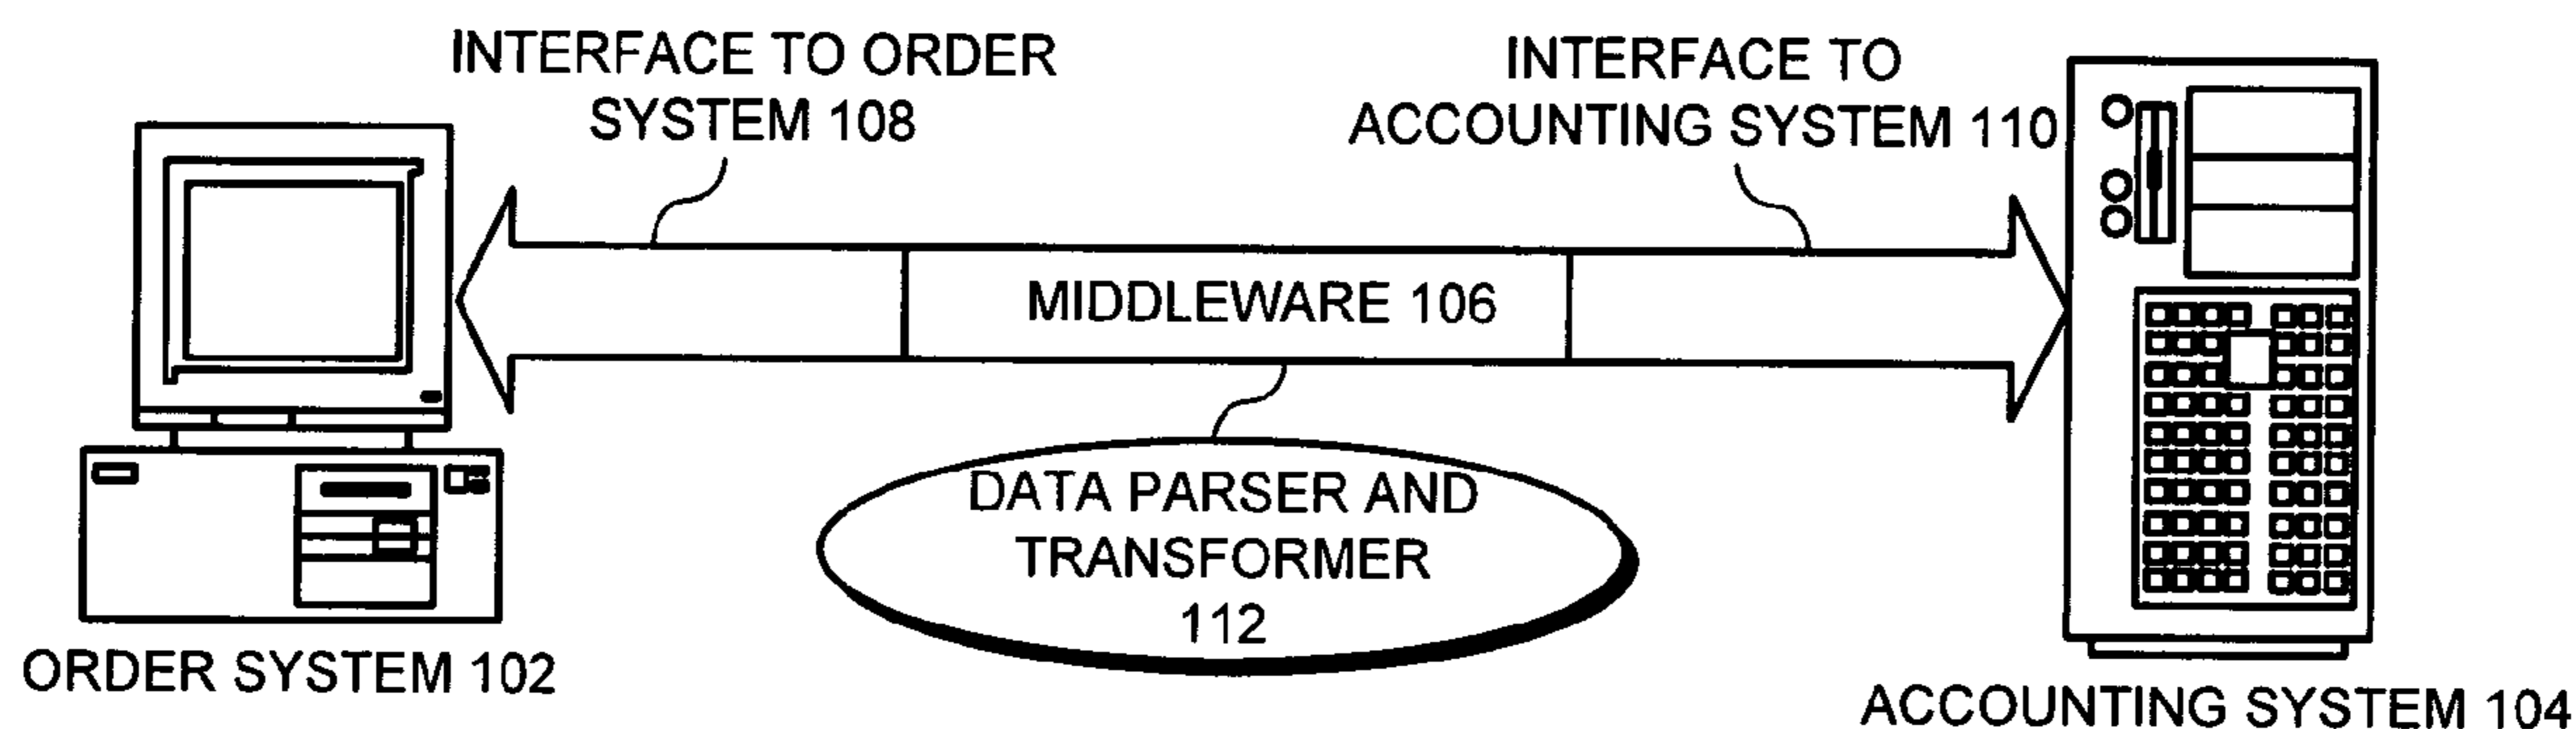 INTERFACE TO ORDER
SYSTEM 108
INTERFACE TO
ACCOUNTING SYSTEM 110
MIDDLEWARE 106
DATA PARSER AND
TRANSFORMER
112
ORDER SYSTEM 102
ACCOUNTING SYSTEM 104